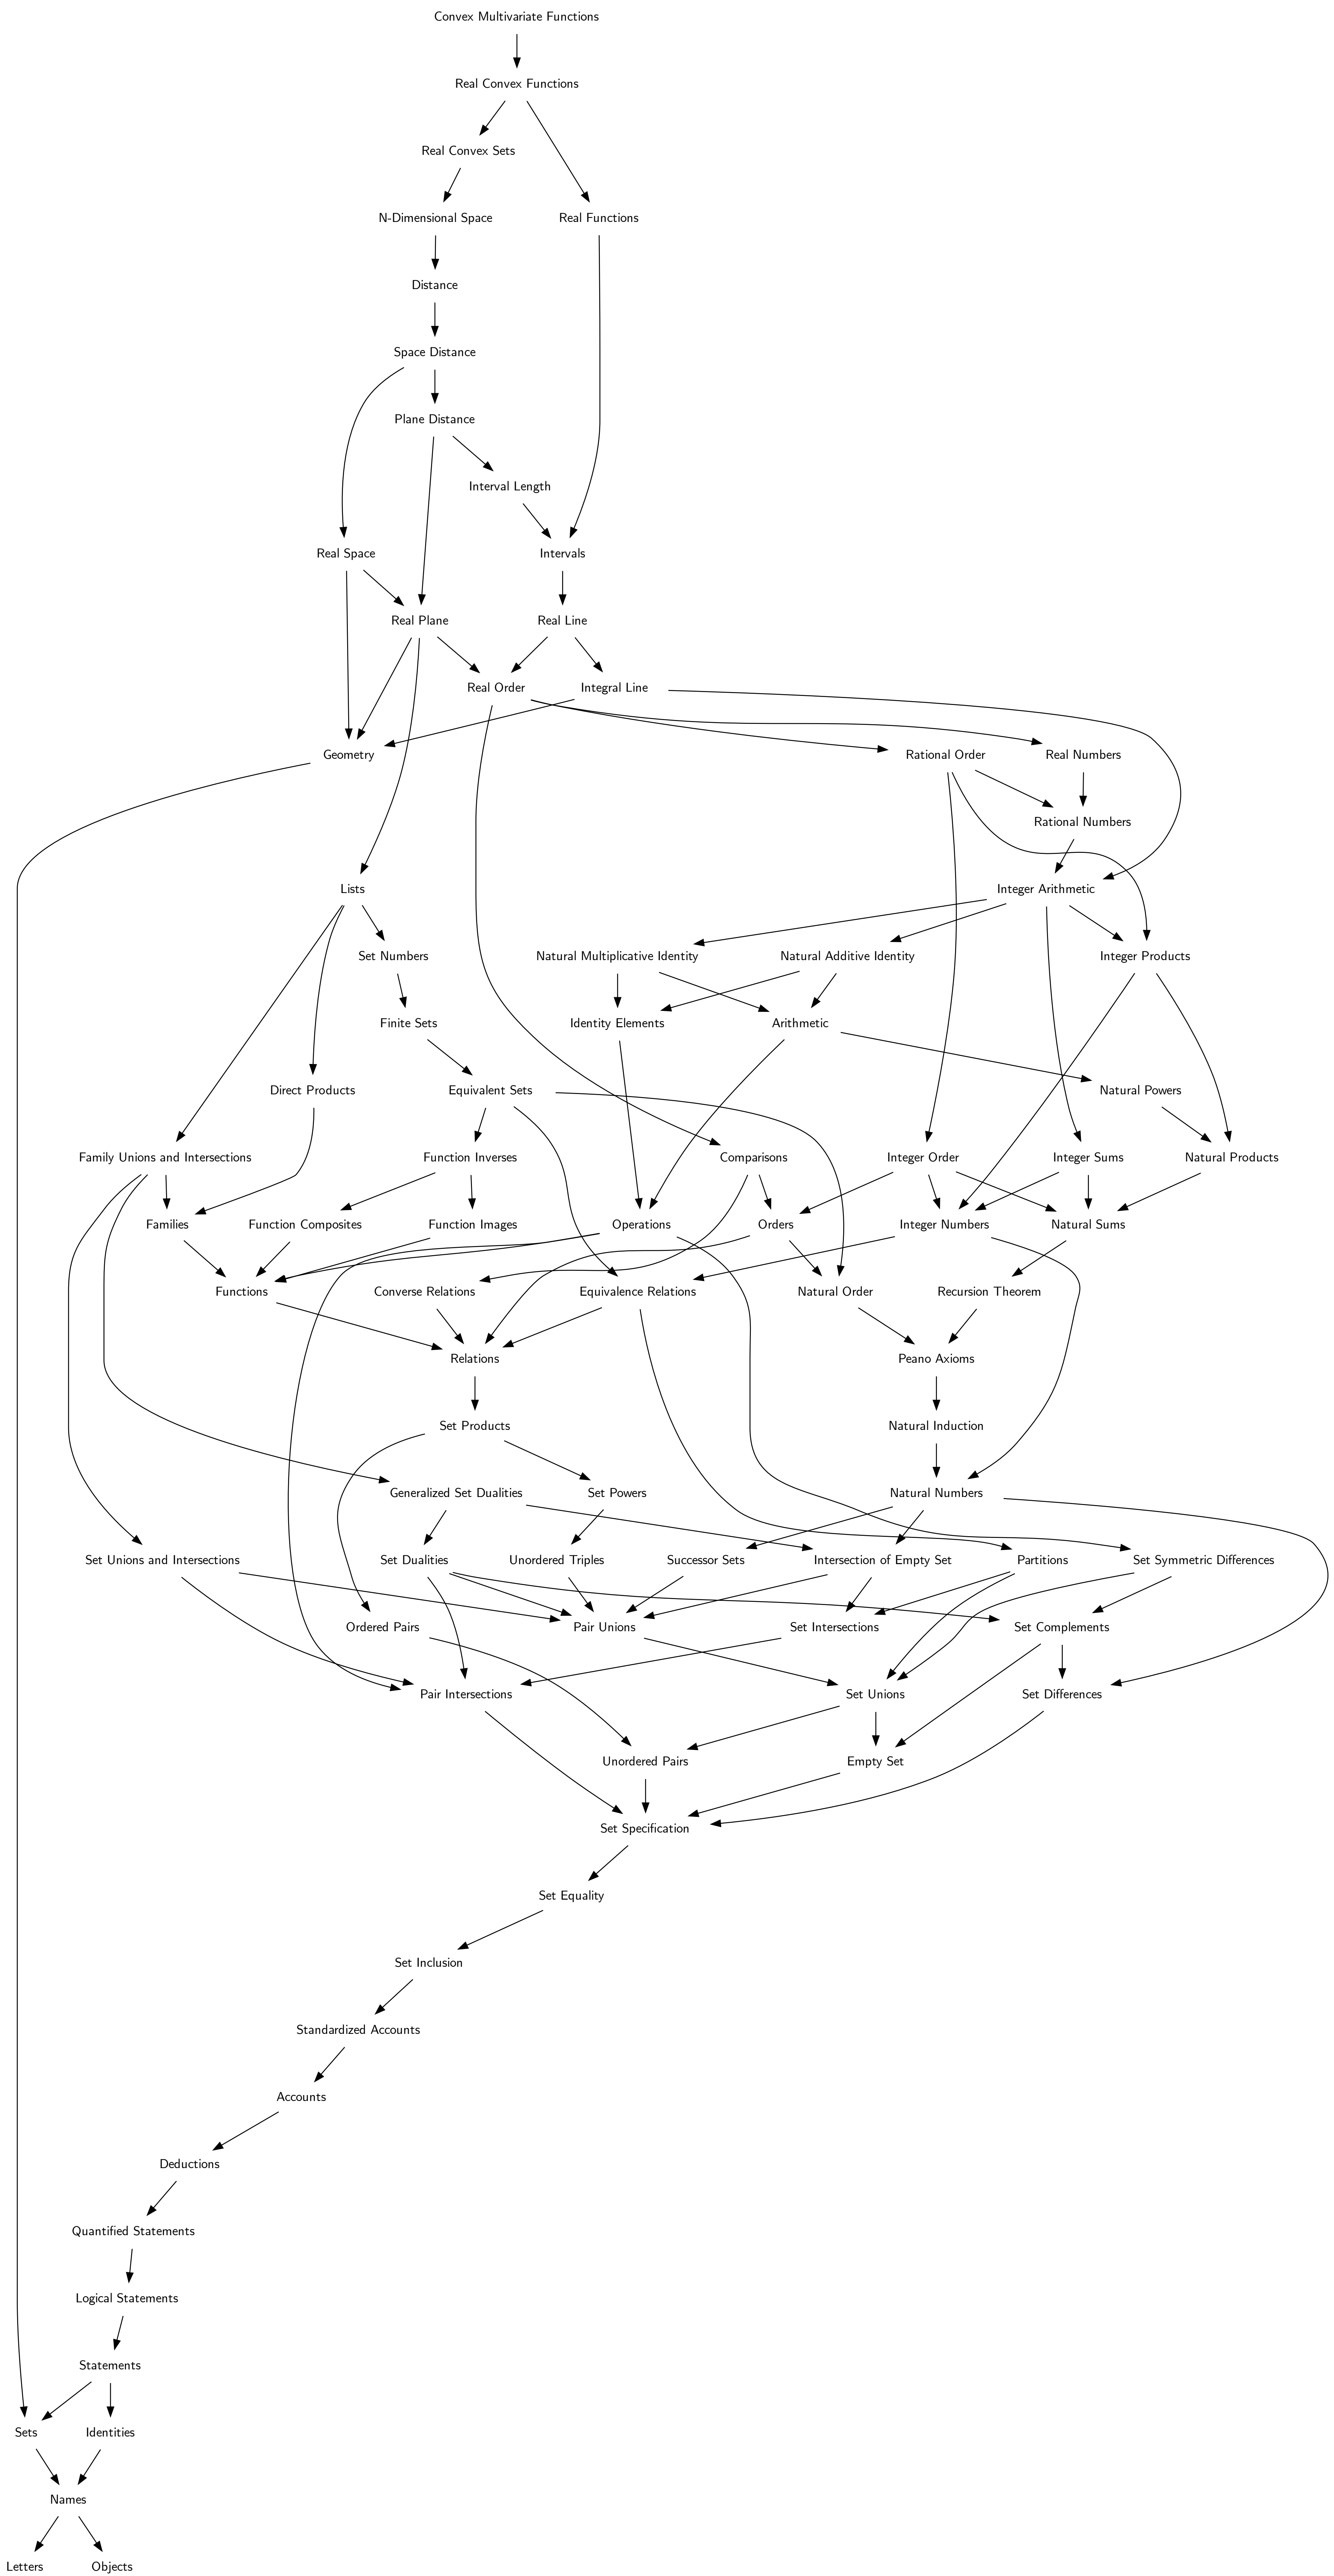 Convex Multivariate Functions
Real Convex Functions
Real Convex Sets
N-Dimensional Space
Real Functions
Distance
Space Distance
Plane Distance
Interval Length
Real Space
Intervals
Real Plane
Real Line
Real Order
Integral Line
Geometry
Rational Order
Real Numbers
Rational Numbers
Lists
Integer Arithmetic
Set Numbers
Natural Multiplicative Identity
Natural Additive Identity
Integer Products
Finite Sets
Identity Elements
Arithmetic
Direct Products
Equivalent Sets
Natural Powers
Family Unions and Intersections
Function Inverses
Comparisons
Integer Order
Integer Sums
Natural Products
Families
Function Composites
Function Images
Operations
Orders
Integer Numbers
Natural Sums
Functions
Converse Relations
Equivalence Relations
Natural Order
Recursion Theorem
Relations
Peano Axioms
Set Products
Natural Induction
Generalized Set Dualities
Set Powers
Natural Numbers
Set Unions and Intersections
Set Dualities
Unordered Triples
Successor Sets
Intersection of Empty Set
Partitions
Set Symmetric Differences
Ordered Pairs
Pair Unions
Set Intersections
Set Complements
Pair Intersections
Set Unions
Set Differences
Unordered Pairs
Empty Set
Set Specification
Set Equality
Set Inclusion
Standardized Accounts
Accounts
Deductions
Quantified Statements
Logical Statements
Statements
Sets
Identities
Names
Letters
Objects